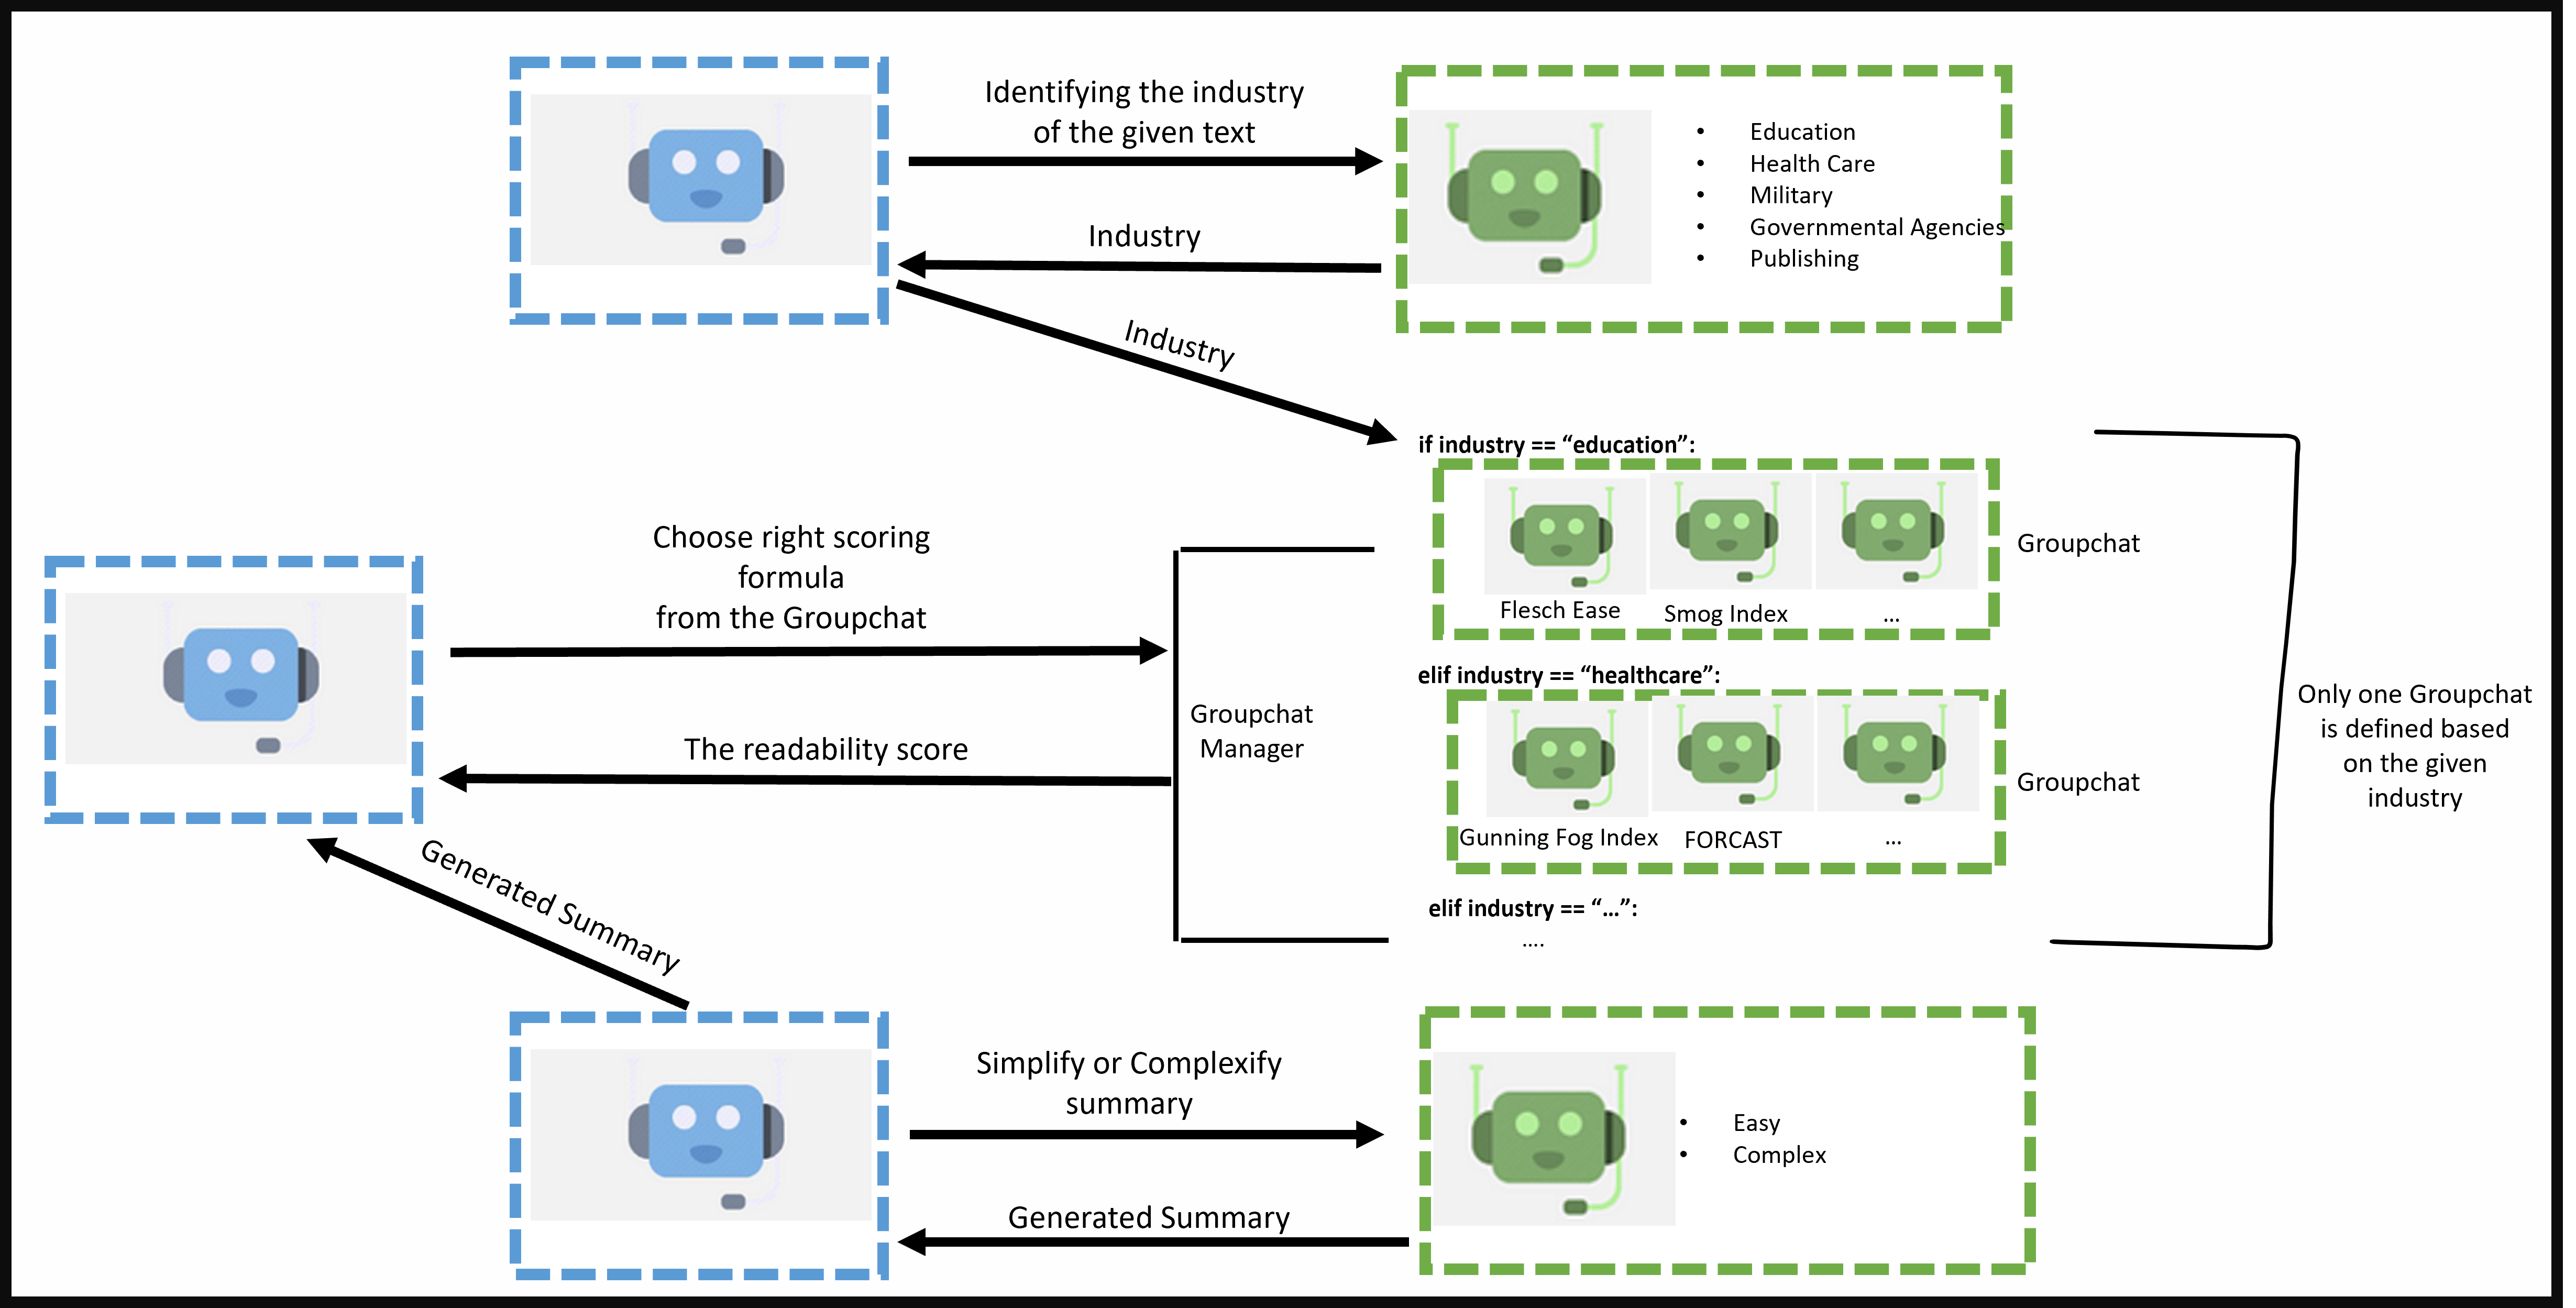 Identifying the industry
of the given text
• Education
• Health Care
• Military
• Governmental Agencies
• Publishing
Industry
Industry
if industry == “education”:
Flesch Ease
Smog Index
...
Groupchat
Choose right scoring
formula
from the Groupchat
Groupchat
Manager
The readability score
elif industry == “healthcare”:
Gunning Fog Index
FORCAST
...
Groupchat
Only one Groupchat
is defined based
on the given
industry
elif industry == “...”:
....
Generated Summary
Simplify or Complexify
summary
• Easy
• Complex
Generated Summary